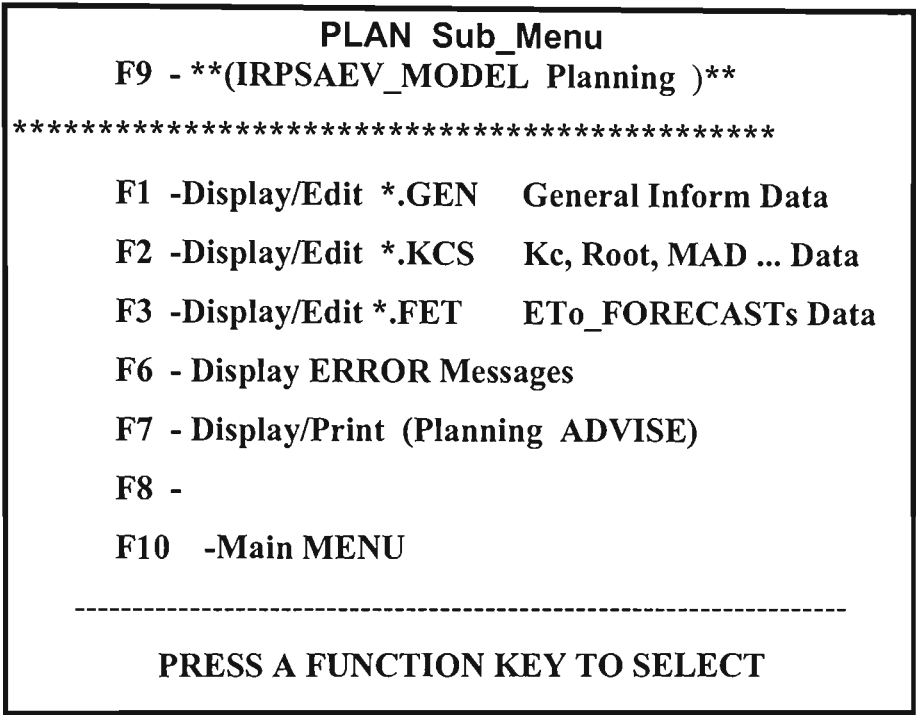 PLAN Sub_Menu
F9 - **(IRPSAEV_MODEL Planning )**
*********************************************
F1 -Display/Edit *.GEN General Inform Data
F2 -Display/Edit *.KCS Kc, Root, MAD ... Data
F3 -Display/Edit *.FET ETo_FORECASTs Data
F6 - Display ERROR Messages
F7 - Display/Print (Planning ADVISE)
F8 -
F10 -Main MENU
----------------------------------------------------------------
PRESS A FUNCTION KEY TO SELECT